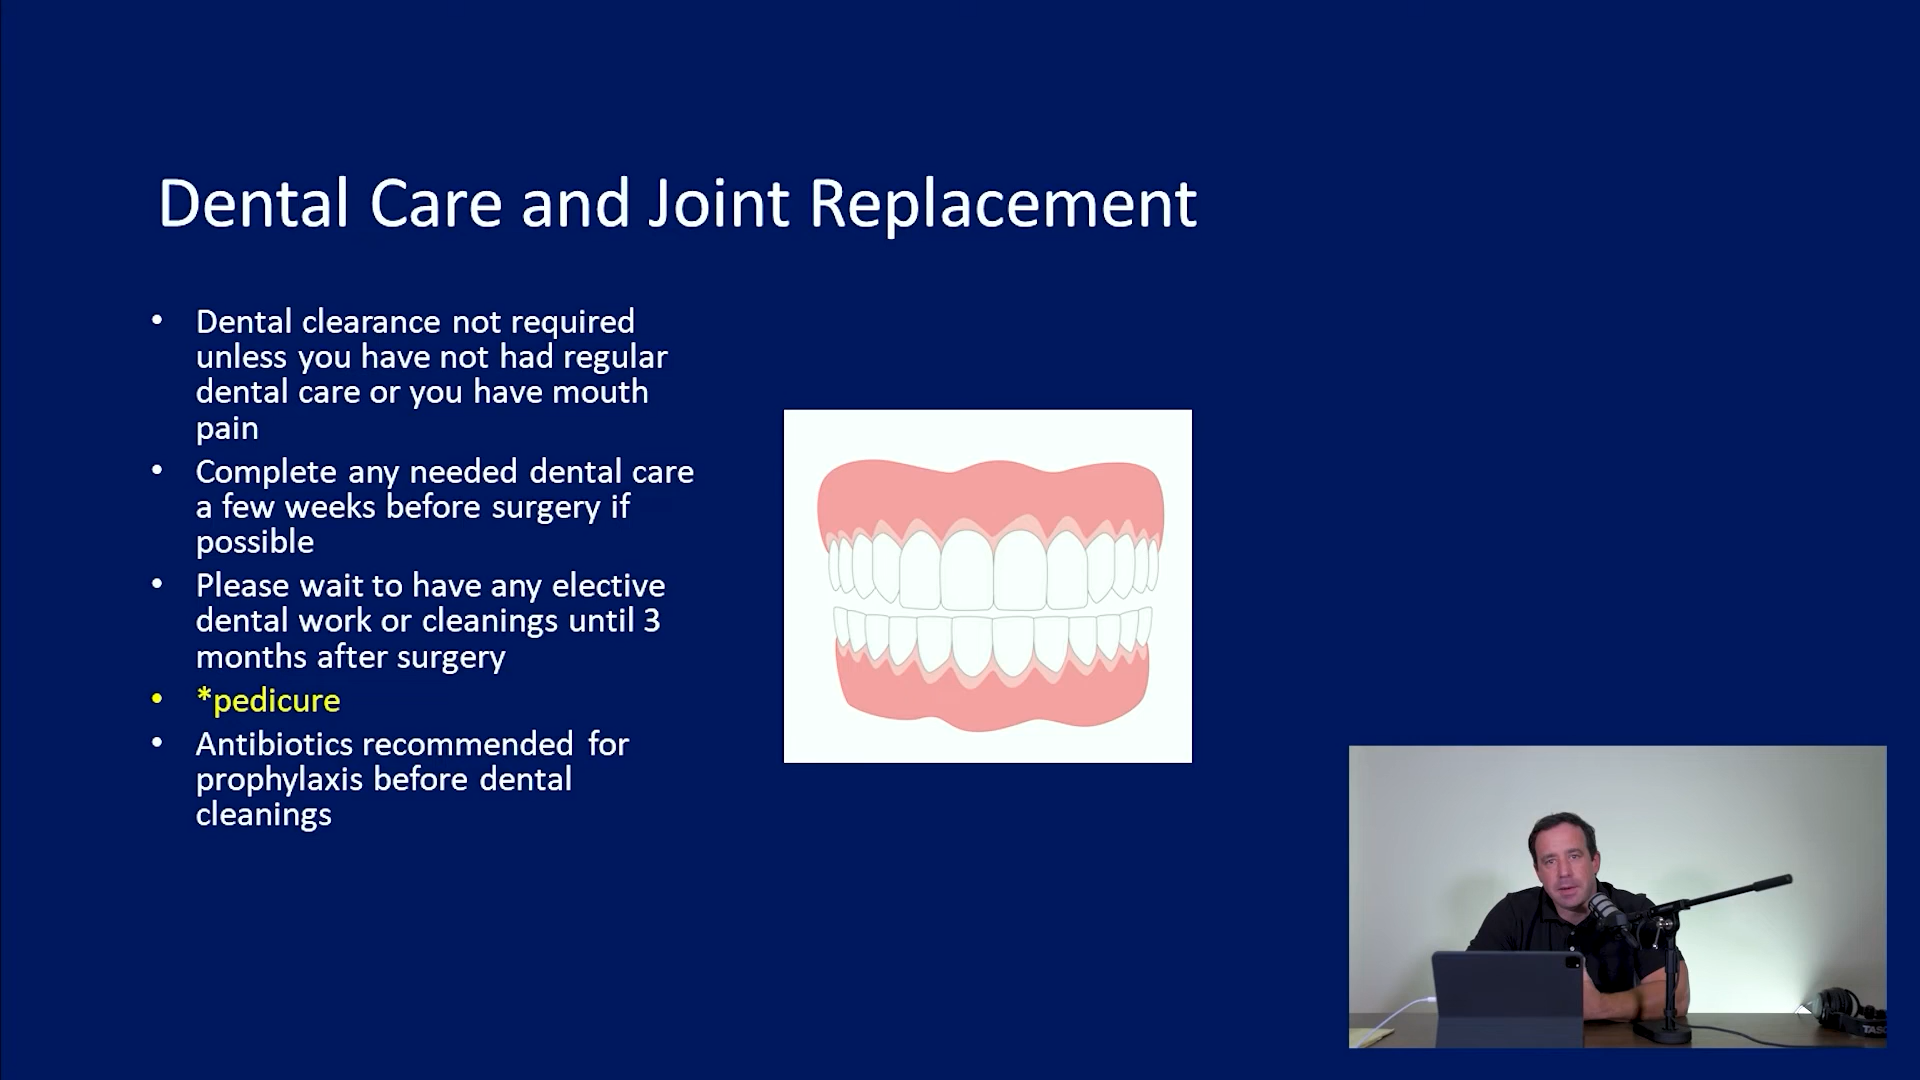 Dental Care and Joint Replacement
• Dental clearance not required
unless you have not had regular
dental care or you have mouth
pain
• Complete any needed dental care
a few weeks before surgery if
possible
• Please wait to have any elective
dental work or cleanings until 3
months after surgery
• *pedicure
• Antibiotics recommended for
prophylaxis before dental
cleanings
TASC